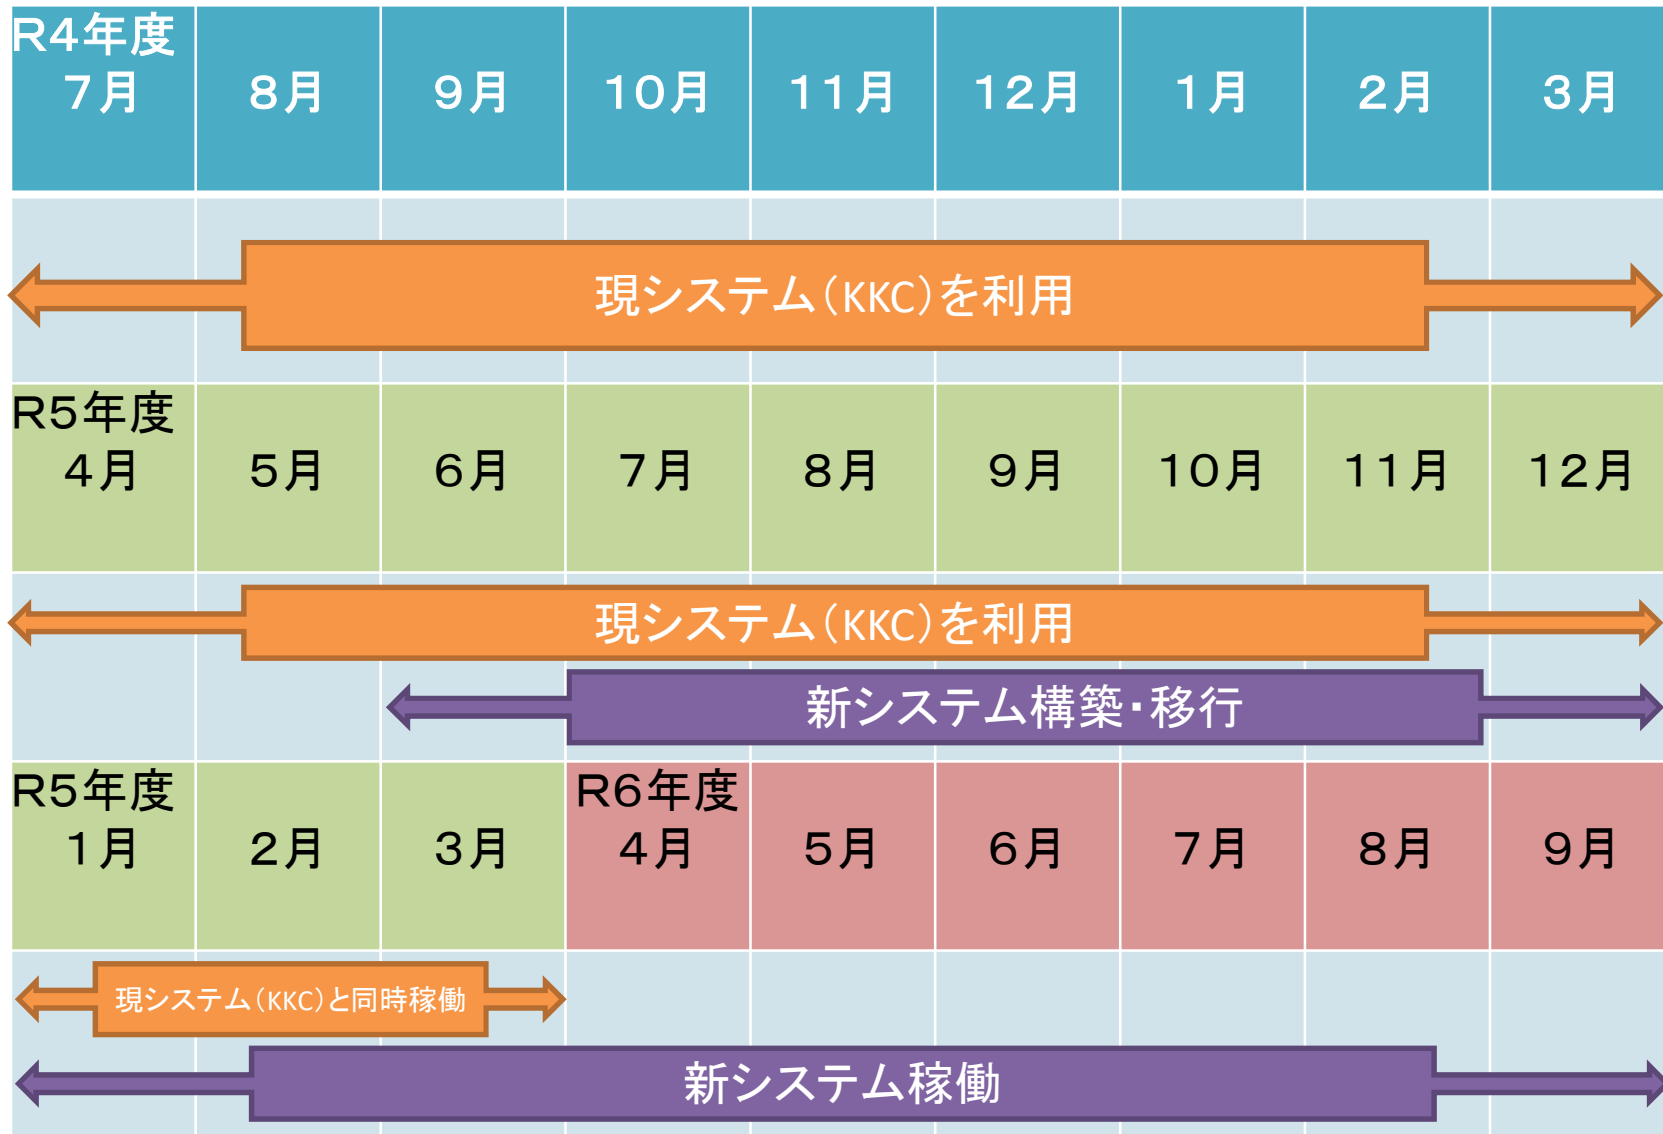 R4年度
7月 8月 9月 10月 11月 12月 1月 2月 3月
現システム（KKC）を利用
R5年度
4月 5月 6月 7月 8月 9月 10月 11月 12月
現システム（KKC）を利用
新システム構築・移行
R5年度 R6年度
1月 2月 3月 4月 5月 6月 7月 8月 9月
現システム（KKC）と同時稼働
新システム稼働